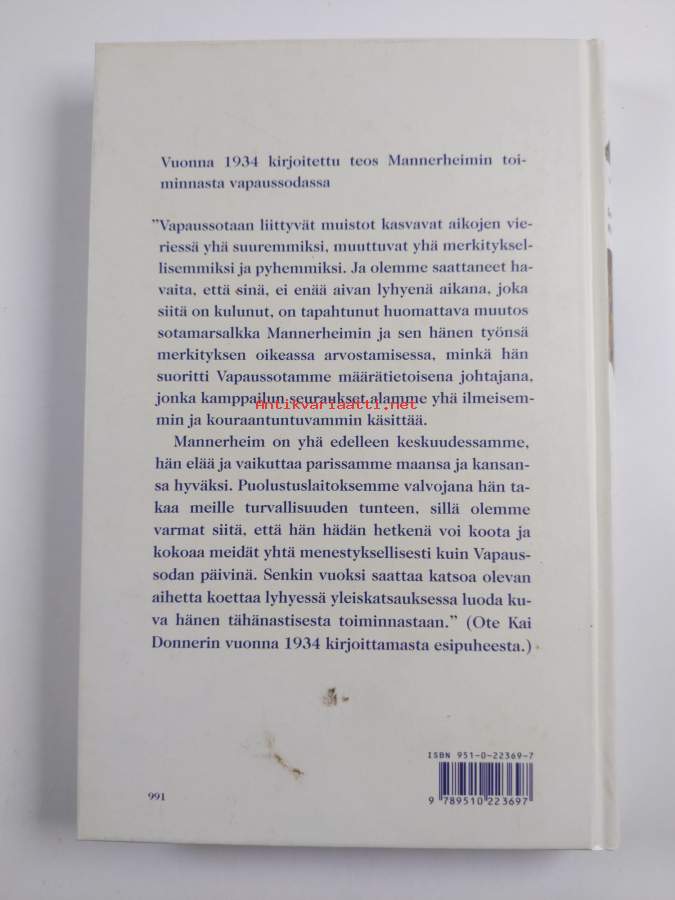 Vuonna 1934 kirjoitettu teos Mannerheimin toi-
minnasta vapaussodassa
"Vapaussotaan liittyvät muistot kasvavat aikojen vie-
riessä yhä suuremmiksi, muuttuvat yhä merkityksel-
lisemmiksi ja pyhemmiksi. Ja olemme saattaneet ha-
vaita, että sinä, ei enää aivan lyhyenä aikana, joka
siitä on kulunut, on tapahtunut huomattava muutos
sotamarsalkka Mannerheimin ja sen hänen työnsä
merkityksen oikeassa arvostamisessa, minkä hän
suoritti Vapaussotamme määrätietoisena johtajana,
jonka kamppailun seuraukset alamme yhä ilmeisem-
Antikvariaatti.net
min ja kouraantuntuvammin käsittää.
Mannerheim on yhä edelleen keskuudessamme,
hän elää ja vaikuttaa parissamme maansa ja kansan-
sa hyväksi. Puolustuslaitoksemme valvojana hän ta-
kaa meille turvallisuuden tunteen, sillä olemme
varmat siitä, että hän hädän hetkenä voi koota ja
kokoaa meidät yhtä menestyksellisesti kuin Vapaus-
sodan päivinä. Senkin vuoksi saattaa katsoa olevan
aihetta koettaa lyhyessä yleiskatsauksessa luoda ku-
va hänen tähänastisesta toiminnastaan." (Ote Kai
Donnerin vuonna 1934 kirjoittamasta esipuheesta.)
ISBN 951-0-22369-7
9 789510 223697
991